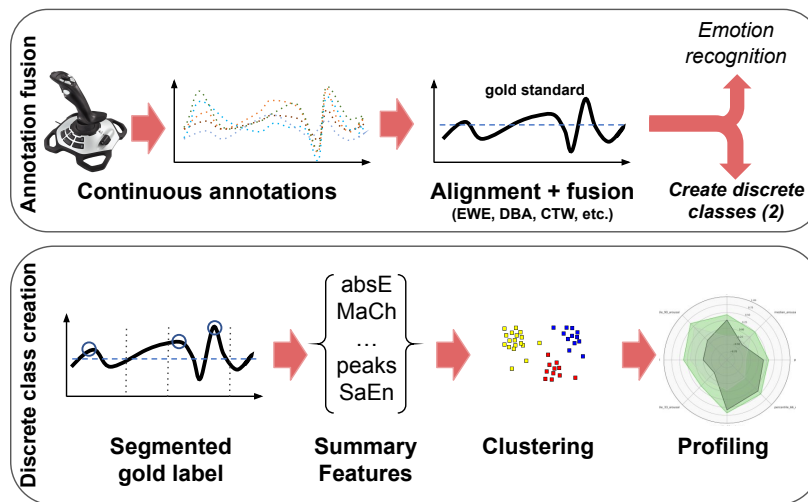 Annotation fusion
Continuous annotations
gold standard
Alignment + fusion
(EWE, DBA, CTW, etc.)
Emotion
recognition
Create discrete
classes (2)
Discrete class creation
Segmented
gold label
absE
MaCh
...
peaks
SaEn
Summary
Features
Clustering
Profiling